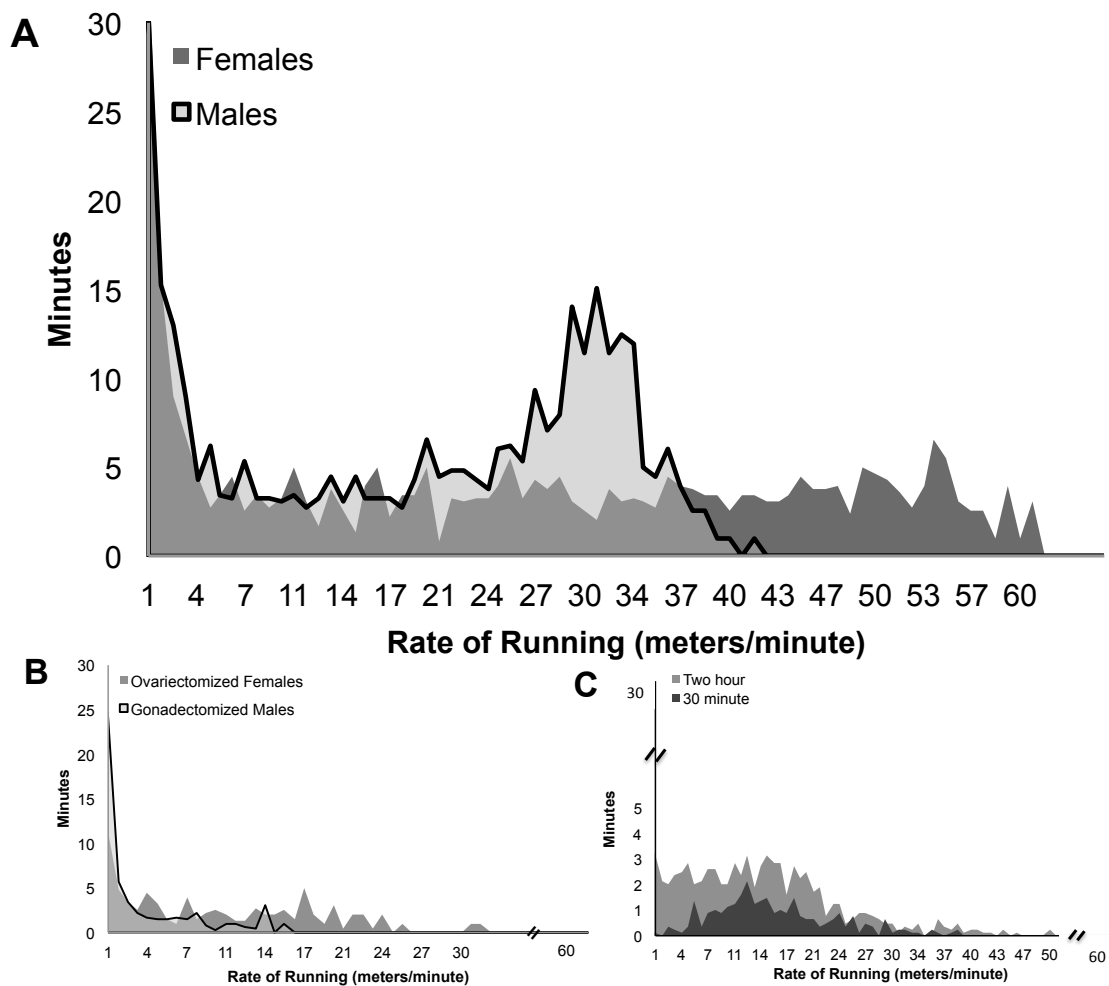 A
30
25
20
15
10
5
0
Minutes
Females
Males
1 4 7 11 14 17 21 24 27 30 34 37 40 43 47 50 53 57 60
Rate of Running (meters/minute)
B
30
25
20
15
10
5
0
Minutes
Ovariectomized Females
Gonadectomized Males
1 4 7 11 14 17 21 24 27 30 60
Rate of Running (meters/minute)
C
30
5
4
3
2
1
0
Minutes
Two hour
30 minute
1 4 7 11 14 17 21 24 27 30 34 37 40 43 47 50 60
Rate of Running (meters/minute)